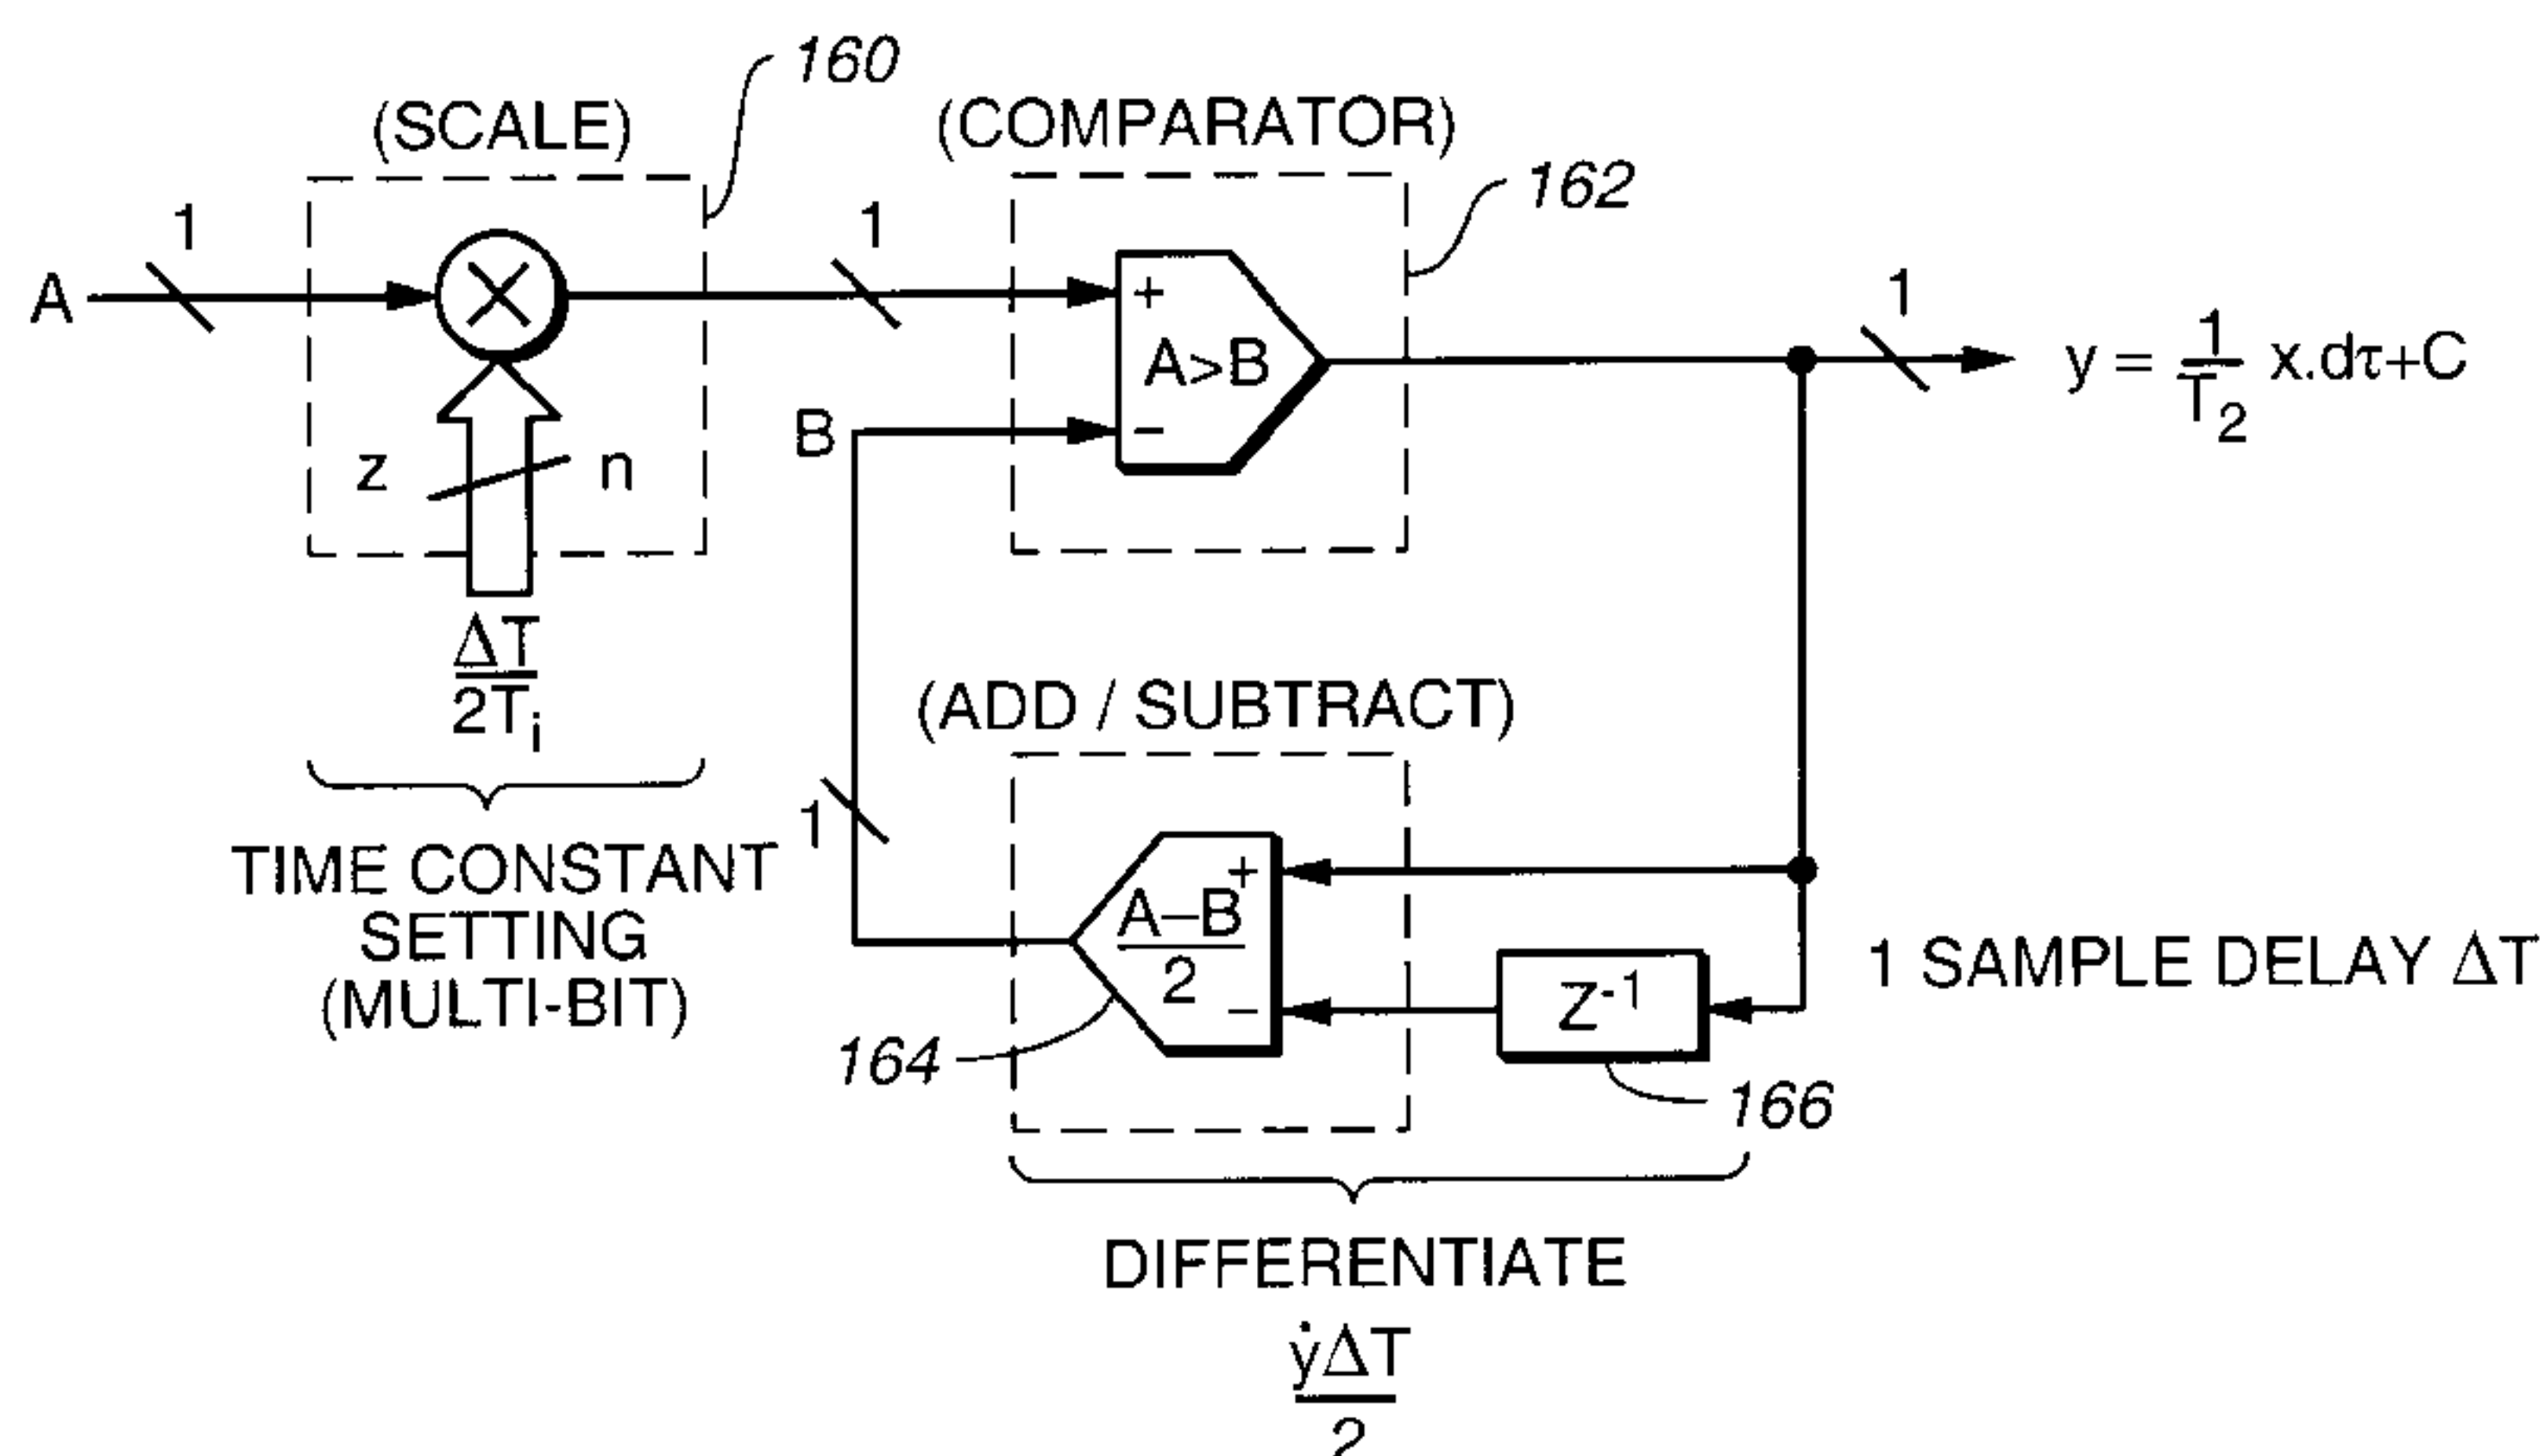 160
(SCALE)
(COMPARATOR)
162
1
1
1
A
+
A>B
−
B
y = 1/T₂ x.dτ+C
z n
ΔT
2Tᵢ
TIME CONSTANT
SETTING
(MULTI-BIT)
(ADD / SUBTRACT)
1
+
A−B
2
−
Z⁻¹
1 SAMPLE DELAY ΔT
164
166
DIFFERENTIATE
ẏΔT
2